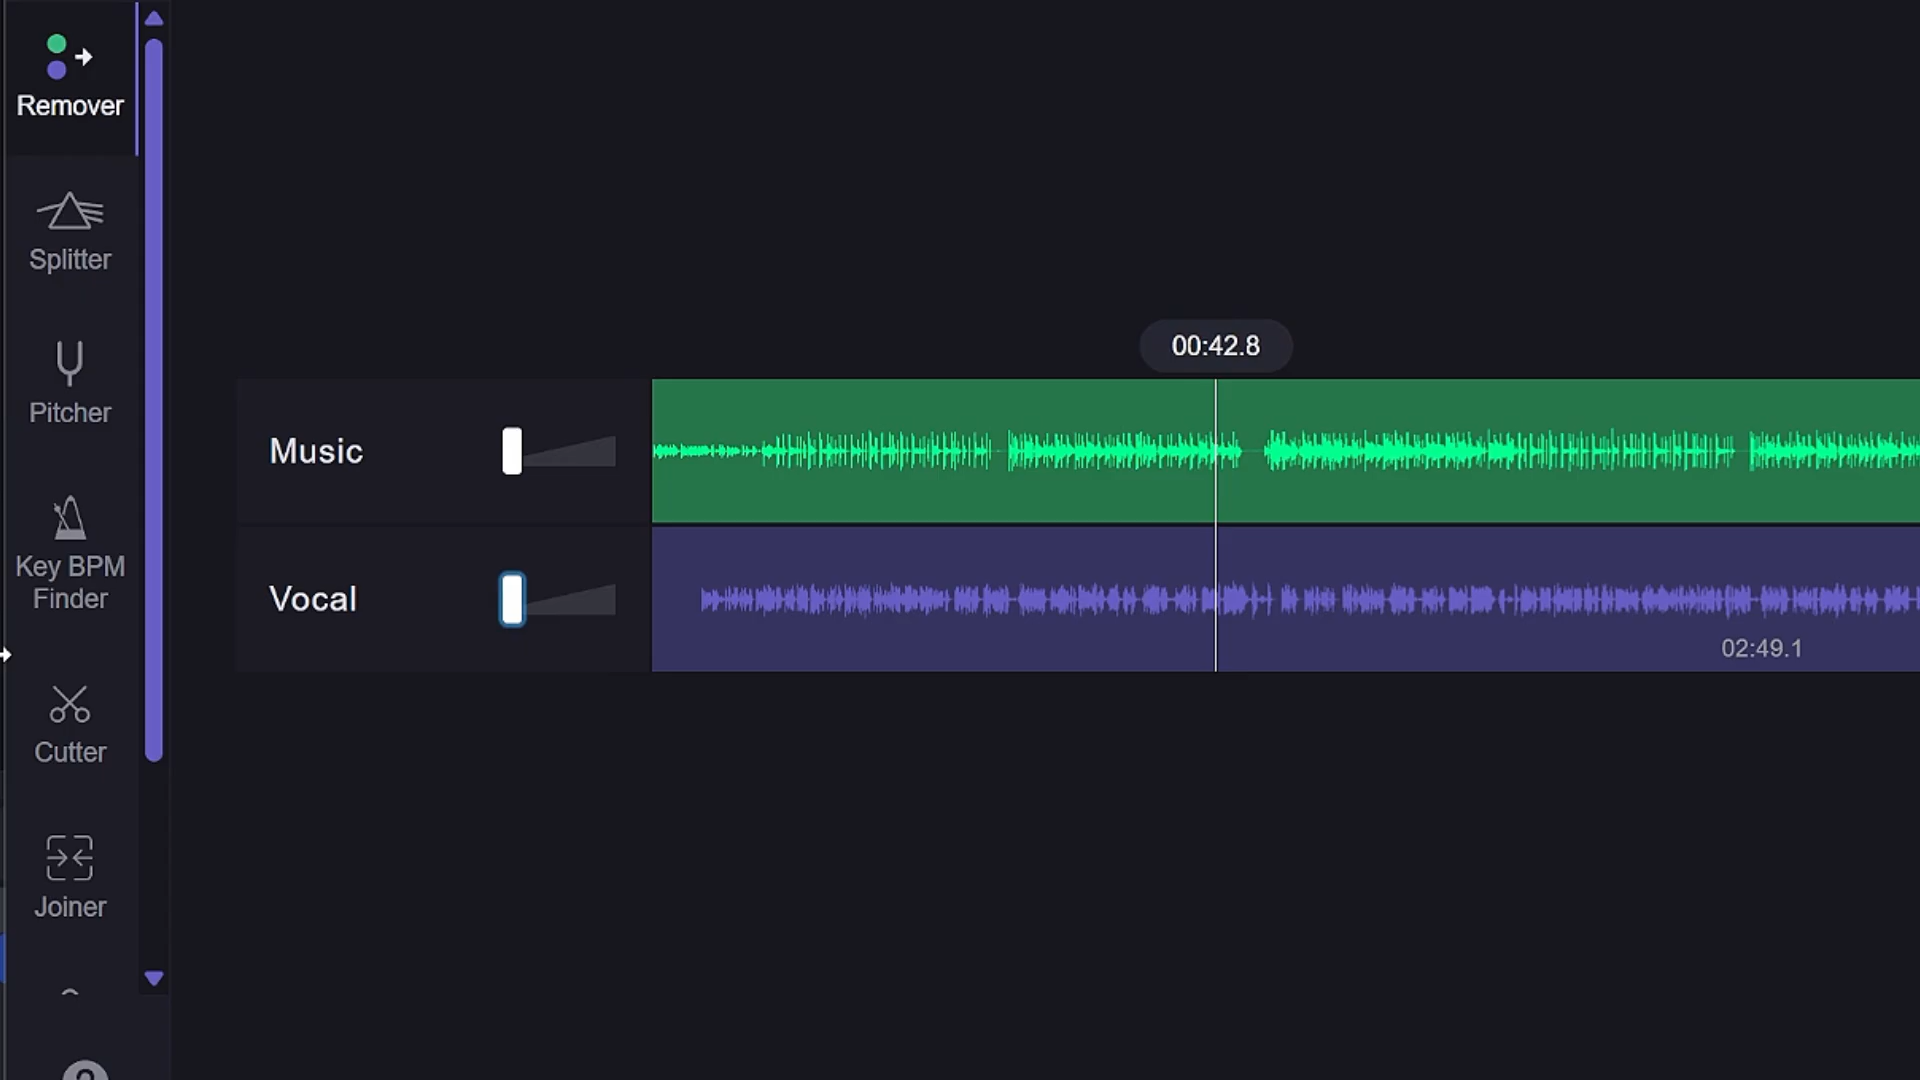 Remover
Splitter
Pitcher
Key BPM
Finder
Cutter
Joiner
00:42.8
Music
Vocal
02:49.1